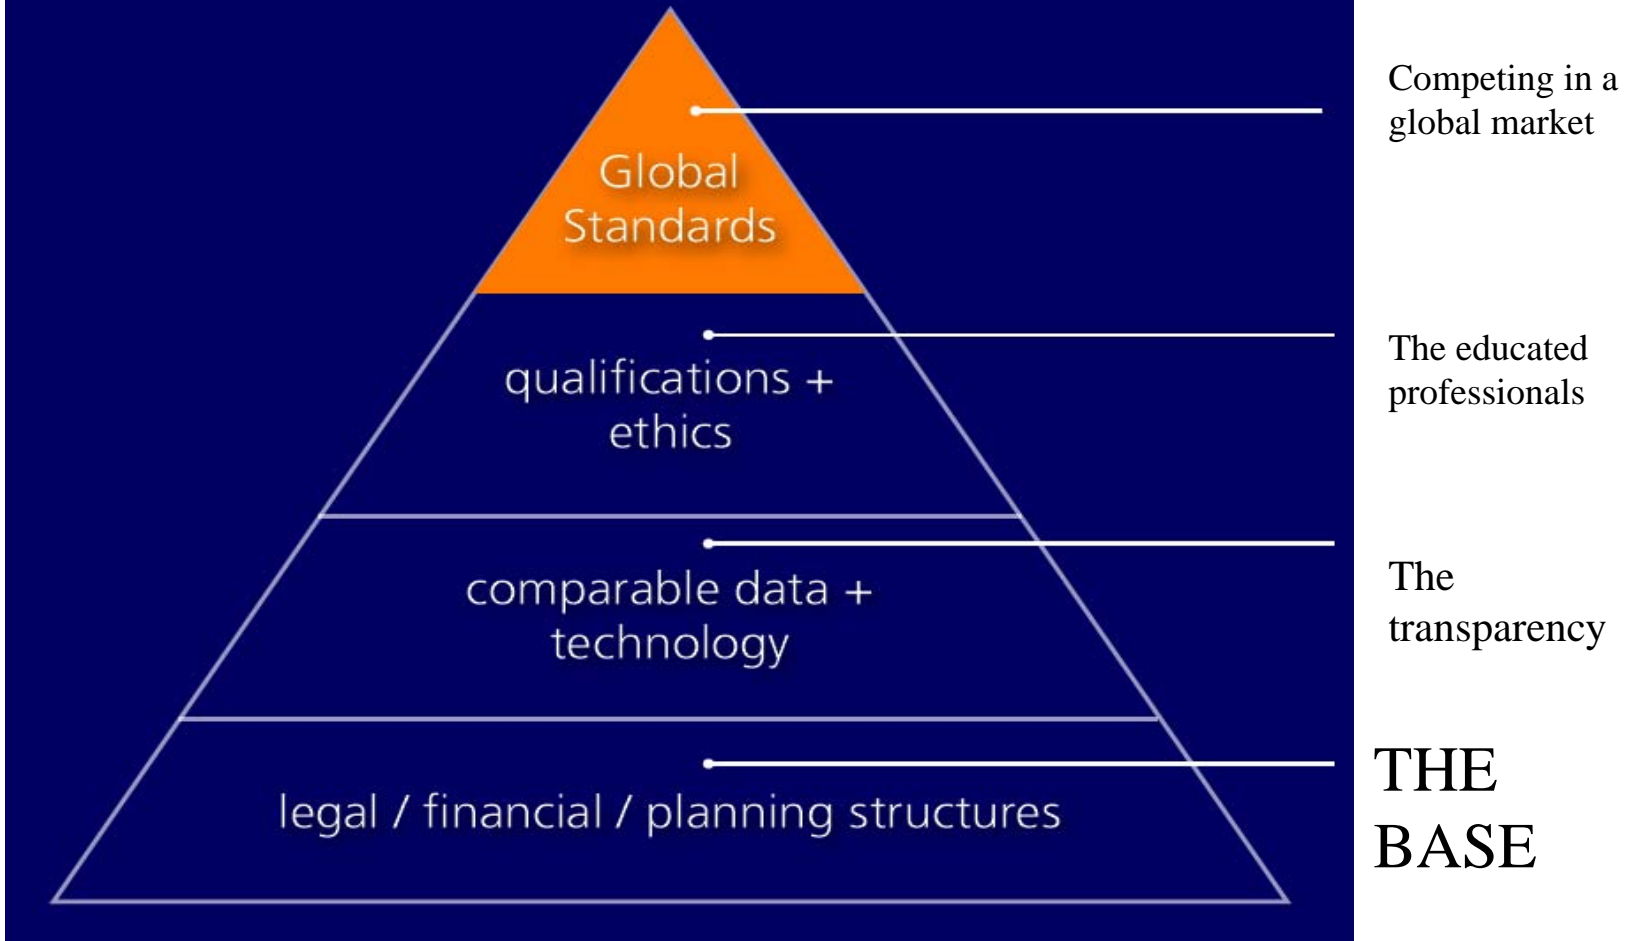 Competing in a
global market
Global
Standards
The educated
professionals
qualifications +
ethics
The
transparency
comparable data +
technology
THE
BASE
legal / financial / planning structures